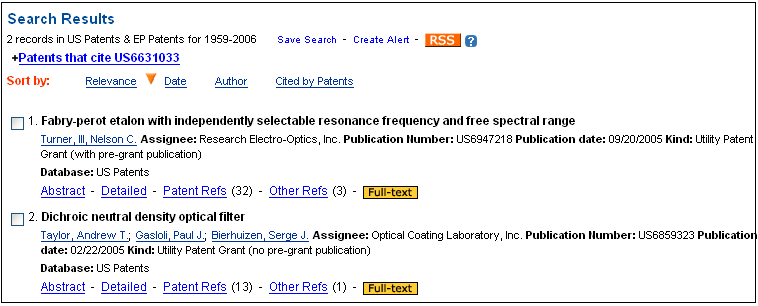 Search Results
2 records in US Patents & EP Patents for 1959-2006 Save Search - Create Alert - RSS ?
+Patents that cite US6631033
Sort by: Relevance Date Author Cited by Patents
1. Fabry-perot etalon with independently selectable resonance frequency and free spectral range
Turner, III, Nelson C. Assignee: Research Electro-Optics, Inc. Publication Number: US6947218 Publication date: 09/20/2005 Kind: Utility Patent
Grant (with pre-grant publication)
Database: US Patents
Abstract - Detailed - Patent Refs (32) - Other Refs (3) - Full-text
2. Dichroic neutral density optical filter
Taylor, Andrew T.; Gasloli, Paul J.; Bierhuizen, Serge J. Assignee: Optical Coating Laboratory, Inc. Publication Number: US6859323 Publication
date: 02/22/2005 Kind: Utility Patent Grant (no pre-grant publication)
Database: US Patents
Abstract - Detailed - Patent Refs (13) - Other Refs (1) - Full-text